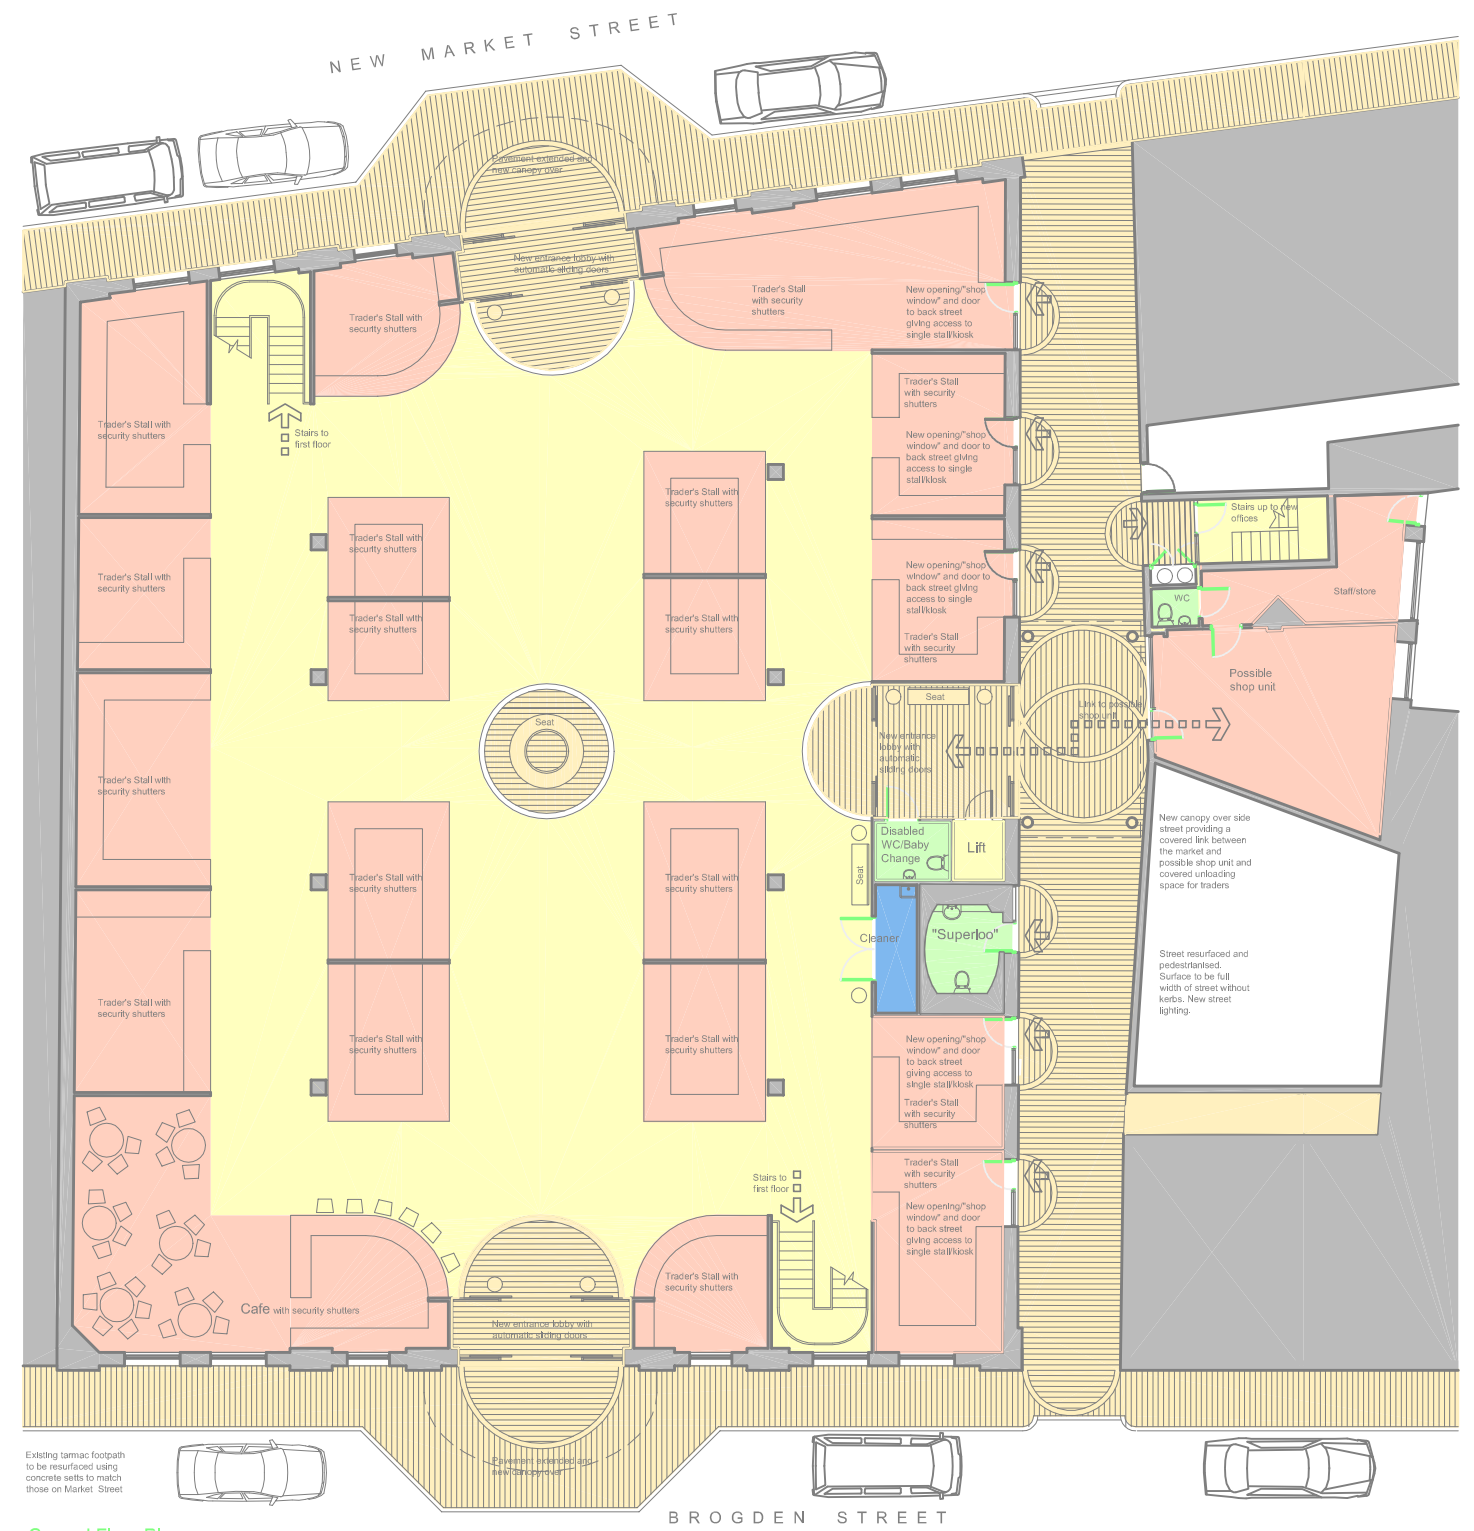 NEW MARKET STREET
Pavement extended and
new canopy over
New entrance lobby with
automatic sliding doors
Trader's Stall with
security shutters
Trader's Stall
with security
shutters
New opening/"shop
window" and door
to back street
giving access to
single stall/kiosk
Trader's Stall with
security shutters
Stairs to
first floor
Trader's Stall
with security
shutters
New opening/"shop
window" and door to
back street giving
access to single
stall/kiosk
Trader's Stall with
security shutters
Trader's Stall with
security shutters
Stairs up to new
offices
Trader's Stall with
security shutters
New opening/"shop
window" and door to
back street giving
access to single
stall/kiosk
Trader's Stall
with security
shutters
Trader's Stall with
security shutters
Trader's Stall with
security shutters
WC
Staff/store
Possible
shop unit
Seat
Seat
Link to possible
shop unit
New entrance
lobby with
automatic
sliding doors
Trader's Stall with
security shutters
Disabled
WC/Baby
Change
Lift
New canopy over side
street providing a
covered link between
the market and
possible shop unit and
covered unloading
space for traders
Trader's Stall with
security shutters
Trader's Stall with
security shutters
Seat
Cleaner
"Superloo"
Street resurfaced and
pedestrianised.
Surface to be full
width of street without
kerbs. New street
lighting.
Trader's Stall with
security shutters
Trader's Stall with
security shutters
Trader's Stall with
security shutters
New opening/"shop
window" and door
to back street
giving access to
single stall/kiosk
Trader's Stall
with security
shutters
Stairs to
first floor
Trader's Stall
with security
shutters
New opening/"shop
window" and door
to back street
giving access to
single stall/kiosk
Trader's Stall with
security shutters
Cafe with security shutters
New entrance lobby with
automatic sliding doors
Pavement extended and
new canopy over
Existing tarmac footpath
to be resurfaced using
concrete setts to match
those on Market Street
BROGDEN STREET